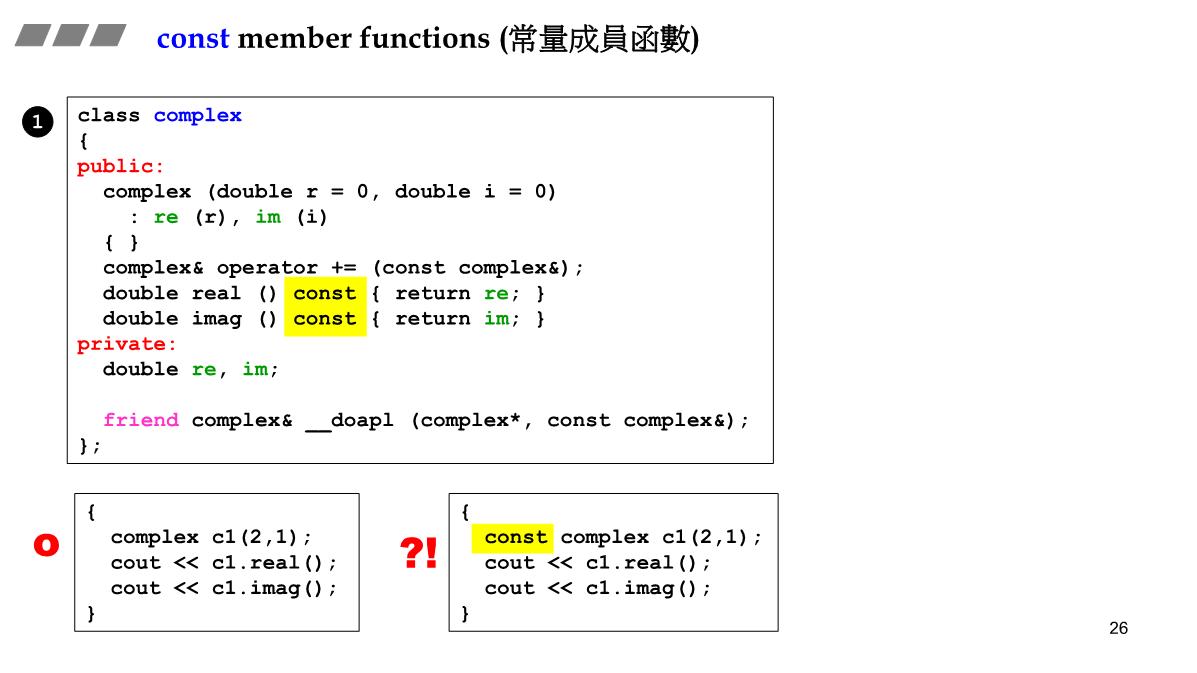 const member functions (常量成員函數)
1
class complex
{
public:
  complex (double r = 0, double i = 0)
    : re (r), im (i)
  { }
  complex& operator += (const complex&);
  double real () const { return re; }
  double imag () const { return im; }
private:
  double re, im;
  friend complex& __doapl (complex*, const complex&);
};
O
{
  complex c1(2,1);
  cout << c1.real();
  cout << c1.imag();
}
?!
{
  const complex c1(2,1);
  cout << c1.real();
  cout << c1.imag();
}
26